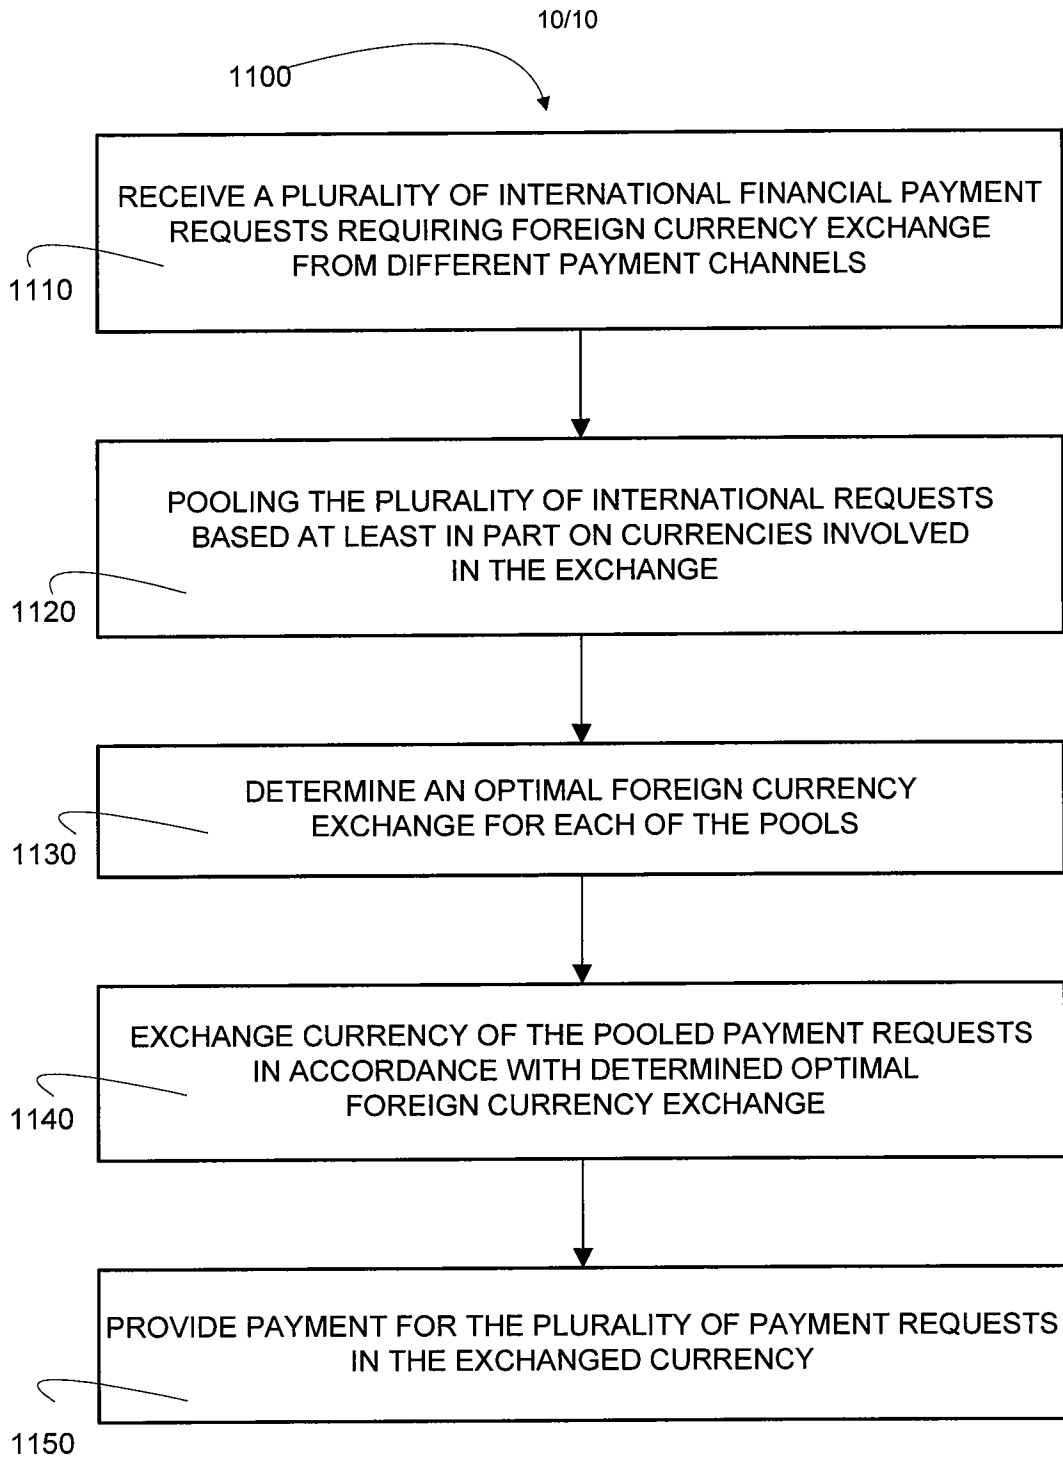 10/10
1100
RECEIVE A PLURALITY OF INTERNATIONAL FINANCIAL PAYMENT
REQUESTS REQUIRING FOREIGN CURRENCY EXCHANGE
FROM DIFFERENT PAYMENT CHANNELS
1110
POOLING THE PLURALITY OF INTERNATIONAL REQUESTS
BASED AT LEAST IN PART ON CURRENCIES INVOLVED
IN THE EXCHANGE
1120
DETERMINE AN OPTIMAL FOREIGN CURRENCY
EXCHANGE FOR EACH OF THE POOLS
1130
EXCHANGE CURRENCY OF THE POOLED PAYMENT REQUESTS
IN ACCORDANCE WITH DETERMINED OPTIMAL
FOREIGN CURRENCY EXCHANGE
1140
PROVIDE PAYMENT FOR THE PLURALITY OF PAYMENT REQUESTS
IN THE EXCHANGED CURRENCY
1150